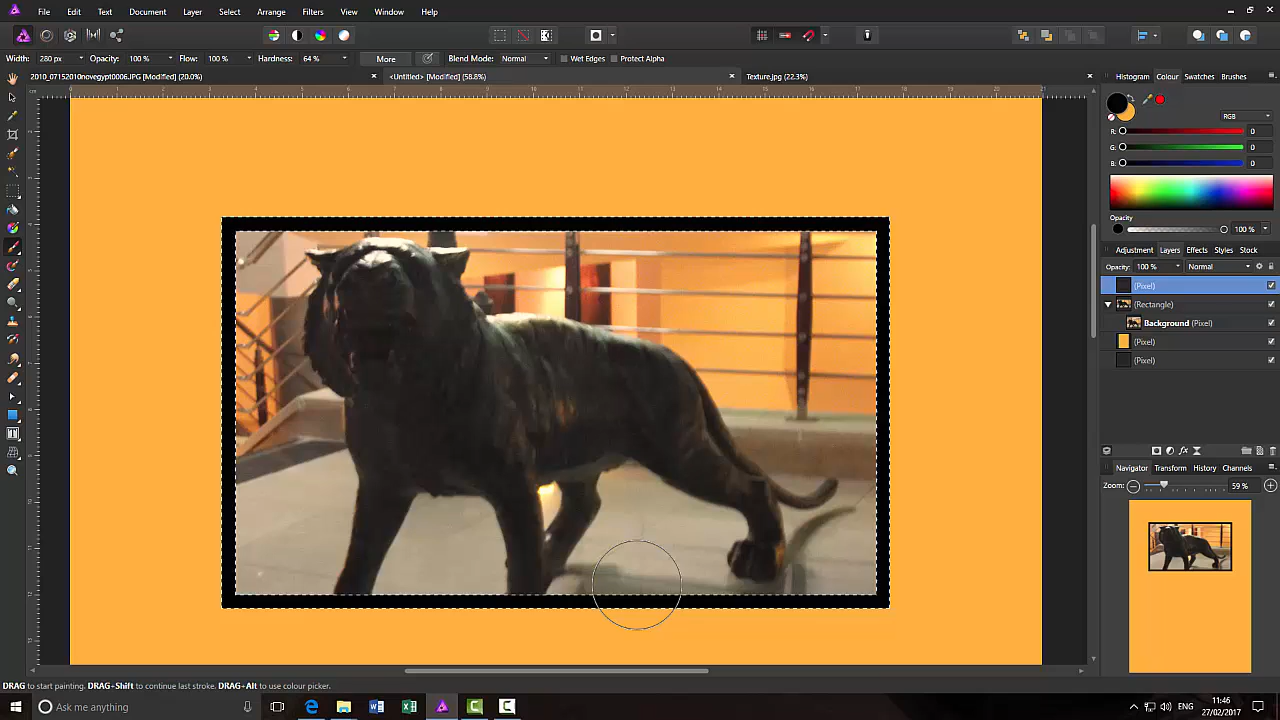 File Edit Text Document Layer Select Arrange Filters View Window Help
Width: 280 px Opacity: 100 % Flow: 100 % Hardness: 64 % More Blend Mode: Normal Wet Edges Protect Alpha
2010_07152010novegypt0006.JPG [Modified] (20.0%) <Untitled> [Modified] (58.8%) Texture.jpg (22.3%)
Histogram Colour Swatches Brushes
RGB
R: 0
G: 0
B: 0
Opacity
100 %
Adjustment Layers Effects Styles Stock
Opacity: 100 % Normal
(Pixel)
(Rectangle)
Background (Pixel)
(Pixel)
(Pixel)
Navigator Transform History Channels
Zoom: 59 %
DRAG to start painting. DRAG+Shift to continue last stroke. DRAG+Alt to use colour picker.
Ask me anything
11:46
27/02/2017